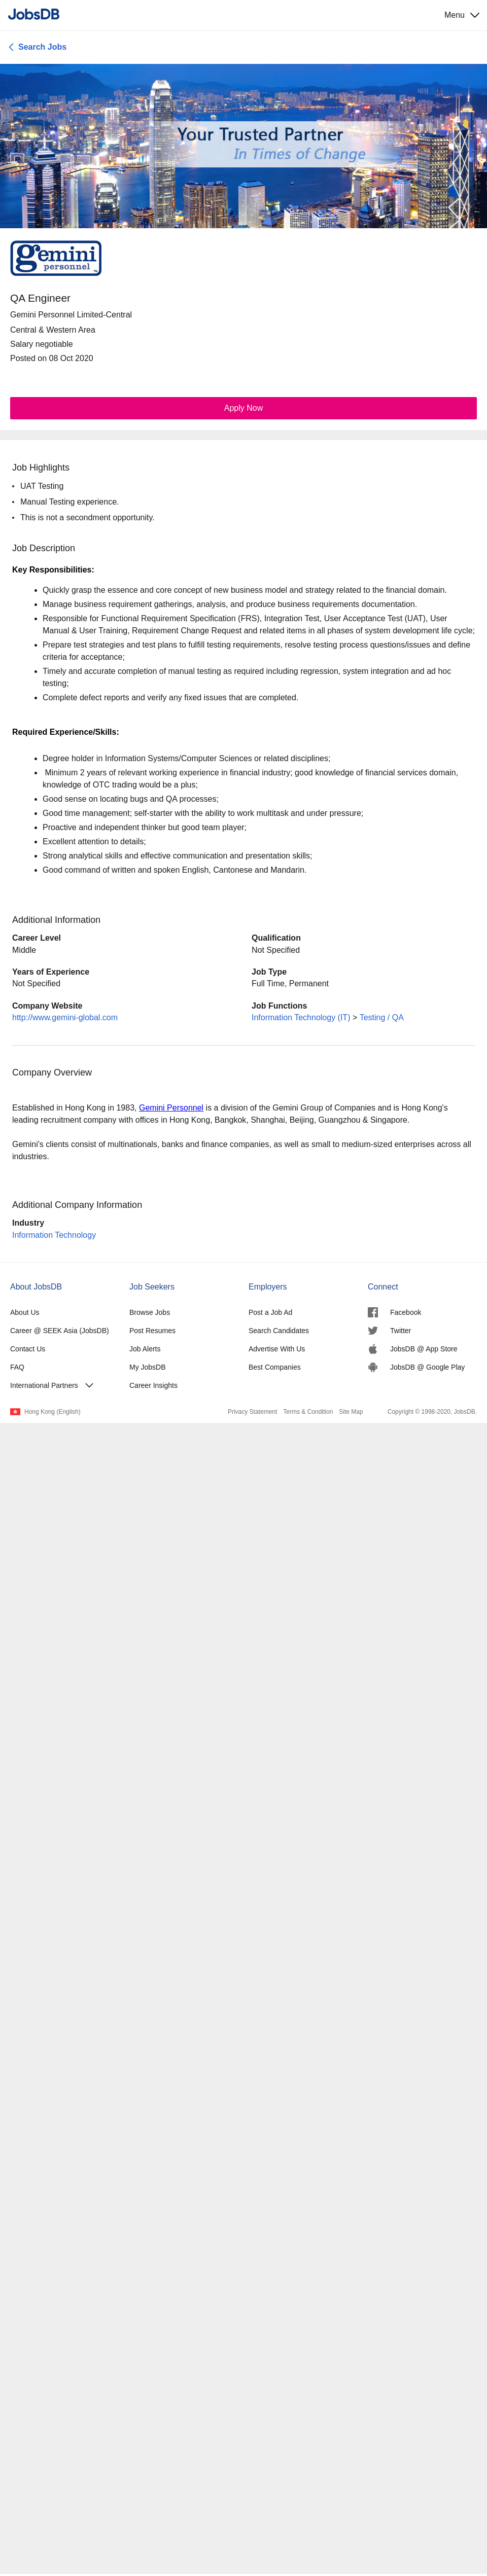 JobsDB
Menu
Search Jobs
Your Trusted Partner
In Times of Change
gemini
personnel ™
QA Engineer
Gemini Personnel Limited-Central
Central & Western Area
Salary negotiable
Posted on 08 Oct 2020
Apply Now
Job Highlights
• UAT Testing
• Manual Testing experience.
• This is not a secondment opportunity.
Job Description
Key Responsibilities:
• Quickly grasp the essence and core concept of new business model and strategy related to the financial domain.
• Manage business requirement gatherings, analysis, and produce business requirements documentation.
• Responsible for Functional Requirement Specification (FRS), Integration Test, User Acceptance Test (UAT), User
Manual & User Training, Requirement Change Request and related items in all phases of system development life cycle;
• Prepare test strategies and test plans to fulfill testing requirements, resolve testing process questions/issues and define
criteria for acceptance;
• Timely and accurate completion of manual testing as required including regression, system integration and ad hoc
testing;
• Complete defect reports and verify any fixed issues that are completed.
Required Experience/Skills:
• Degree holder in Information Systems/Computer Sciences or related disciplines;
• Minimum 2 years of relevant working experience in financial industry; good knowledge of financial services domain,
knowledge of OTC trading would be a plus;
• Good sense on locating bugs and QA processes;
• Good time management; self-starter with the ability to work multitask and under pressure;
• Proactive and independent thinker but good team player;
• Excellent attention to details;
• Strong analytical skills and effective communication and presentation skills;
• Good command of written and spoken English, Cantonese and Mandarin.
Additional Information
Career Level
Middle
Qualification
Not Specified
Years of Experience
Not Specified
Job Type
Full Time, Permanent
Company Website
http://www.gemini-global.com
Job Functions
Information Technology (IT) > Testing / QA
Company Overview
Established in Hong Kong in 1983, Gemini Personnel is a division of the Gemini Group of Companies and is Hong Kong's
leading recruitment company with offices in Hong Kong, Bangkok, Shanghai, Beijing, Guangzhou & Singapore.
Gemini's clients consist of multinationals, banks and finance companies, as well as small to medium-sized enterprises across all
industries.
Additional Company Information
Industry
Information Technology
About JobsDB
About Us
Career @ SEEK Asia (JobsDB)
Contact Us
FAQ
International Partners
Job Seekers
Browse Jobs
Post Resumes
Job Alerts
My JobsDB
Career Insights
Employers
Post a Job Ad
Search Candidates
Advertise With Us
Best Companies
Connect
Facebook
Twitter
JobsDB @ App Store
JobsDB @ Google Play
Hong Kong (English)
Privacy Statement Terms & Condition Site Map Copyright © 1998-2020, JobsDB.